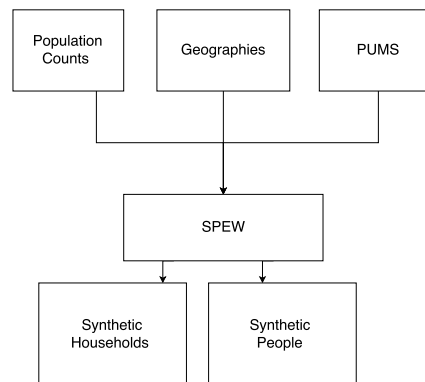 Population
Counts
Geographies
PUMS
SPEW
Synthetic
Households
Synthetic
People